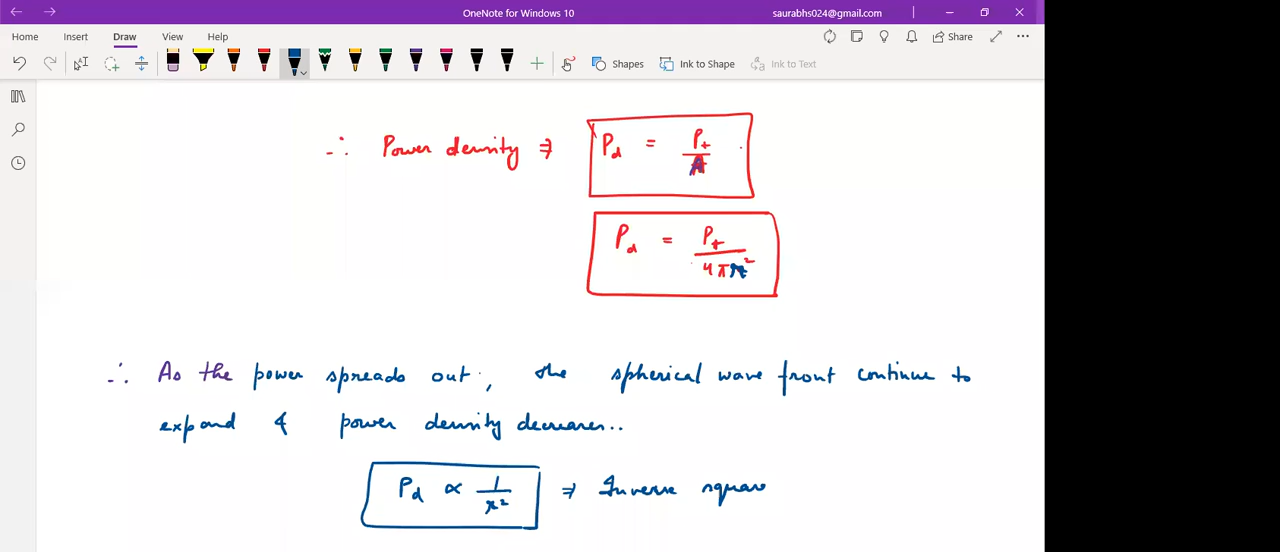 OneNote for Windows 10
saurabhs024@gmail.com
Home Insert Draw View Help
Share
Shapes Ink to Shape Ink to Text
∴ Power density ⇒ Pd = Pt / A
Pd = Pt / 4πr²
∴ As the power spreads out, the spherical wave front continue to
expand & power density decreases..
Pd ∝ 1 / r² ⇒ Inverse square